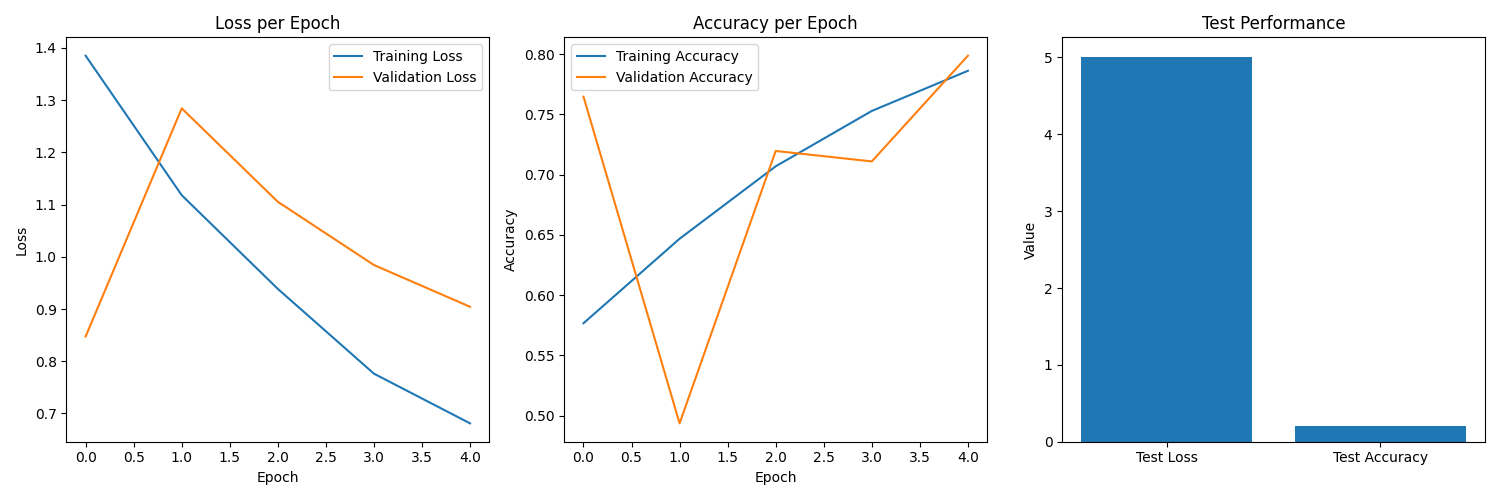 Loss per Epoch
Training Loss
Validation Loss
1.4
1.3
1.2
1.1
1.0
0.9
0.8
0.7
Loss
0.0 0.5 1.0 1.5 2.0 2.5 3.0 3.5 4.0
Epoch
Accuracy per Epoch
Training Accuracy
Validation Accuracy
0.80
0.75
0.70
0.65
0.60
0.55
0.50
Accuracy
0.0 0.5 1.0 1.5 2.0 2.5 3.0 3.5 4.0
Epoch
Test Performance
5
4
3
2
1
0
Value
Test Loss Test Accuracy